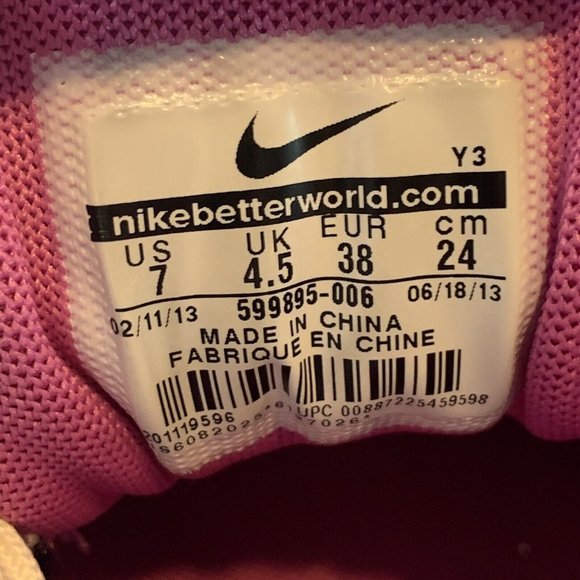 Y3
nikebetterworld.com
US UK EUR cm
7 4.5 38 24
02/11/13 599895-006 06/18/13
MADE IN CHINA
FABRIQUE EN CHINE
201119596 UPC 00887225459598